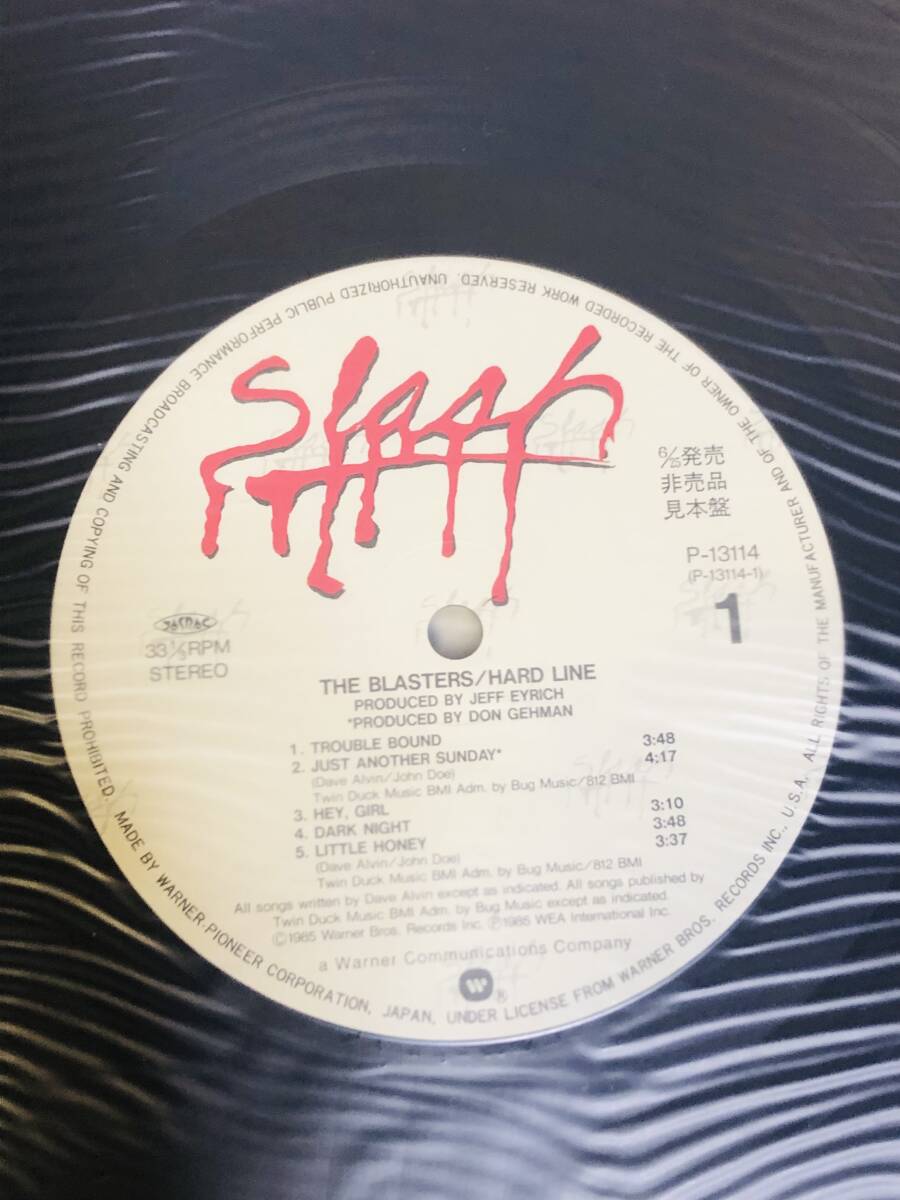 Slash
6/25発売
非売品
見本盤
P-13114
(P-13114-1)
1
JASRAC
33 1/3 RPM
STEREO
THE BLASTERS/HARD LINE
PRODUCED BY JEFF EYRICH
*PRODUCED BY DON GEHMAN
1. TROUBLE BOUND 3:48
2. JUST ANOTHER SUNDAY* 4:17
(Dave Alvin/John Doe)
Twin Duck Music BMI Adm. by Bug Music/812 BMI
3. HEY, GIRL 3:10
4. DARK NIGHT 3:48
5. LITTLE HONEY 3:37
(Dave Alvin/John Doe)
Twin Duck Music BMI Adm. by Bug Music/812 BMI
All songs written by Dave Alvin except as indicated. All songs published by
Twin Duck Music BMI Adm. by Bug Music except as indicated.
Ⓒ1985 Warner Bros. Records Inc. Ⓟ1985 WEA International Inc.
a Warner Communications Company
W®
MADE BY WARNER-PIONEER CORPORATION, JAPAN, UNDER LICENSE FROM WARNER BROS. RECORDS INC., U.S.A. ALL RIGHTS OF THE MANUFACTURER AND OF THE OWNER OF THE RECORDED WORK RESERVED. UNAUTHORIZED PUBLIC PERFORMANCE BROADCASTING AND COPYING OF THIS RECORD PROHIBITED.